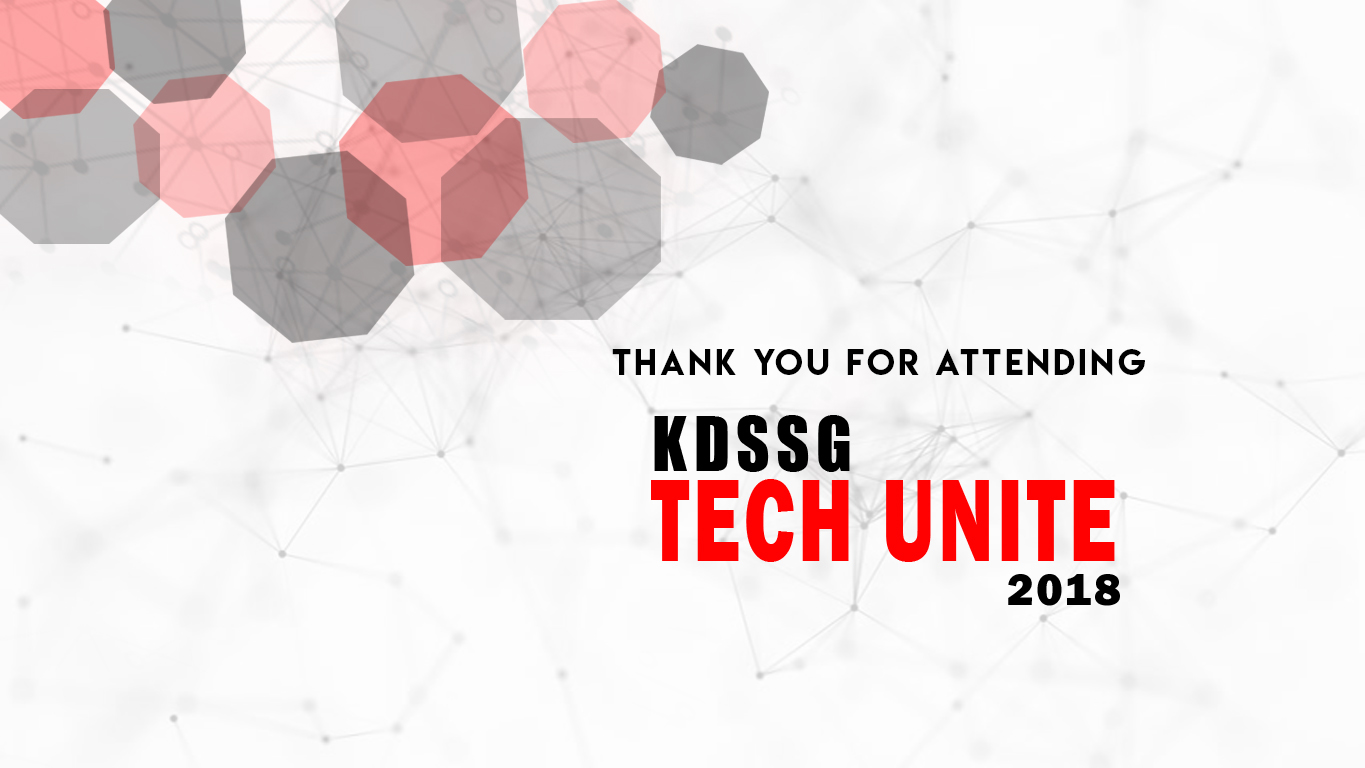 THANK YOU FOR ATTENDING
KDSSG
TECH UNITE
2018